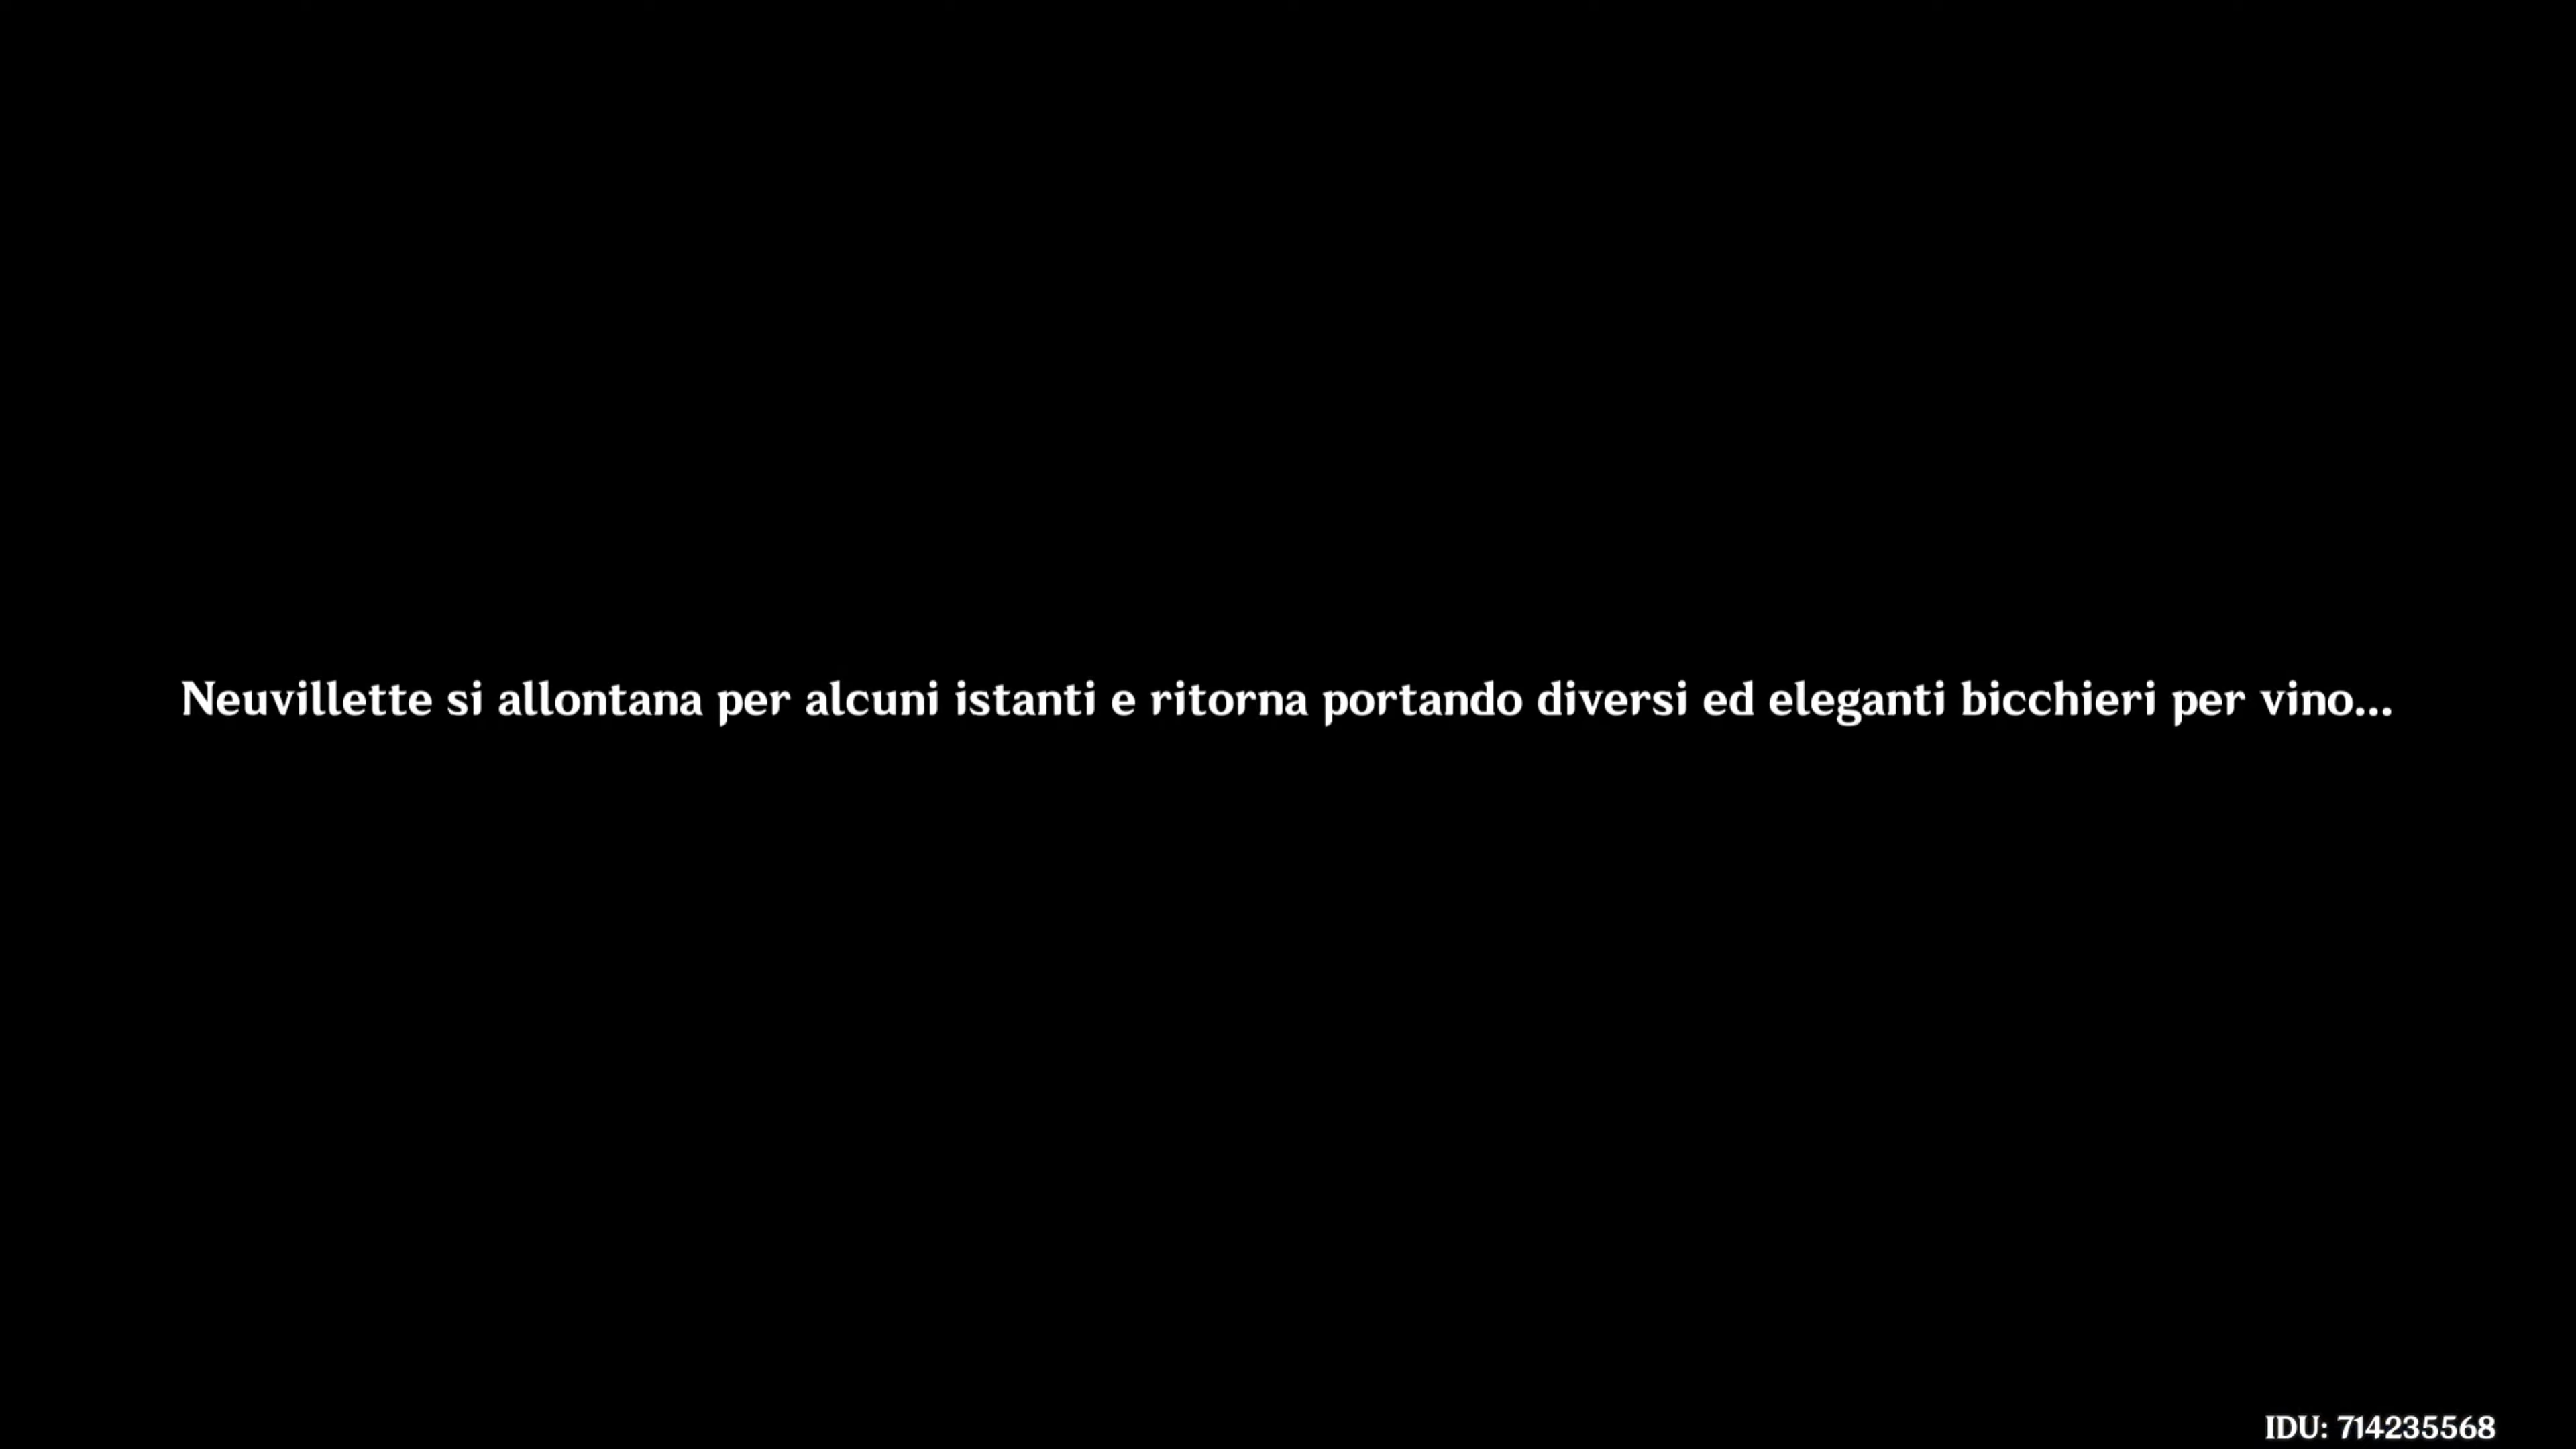 Neuvillette si allontana per alcuni istanti e ritorna portando diversi ed eleganti bicchieri per vino...
IDU: 714235568